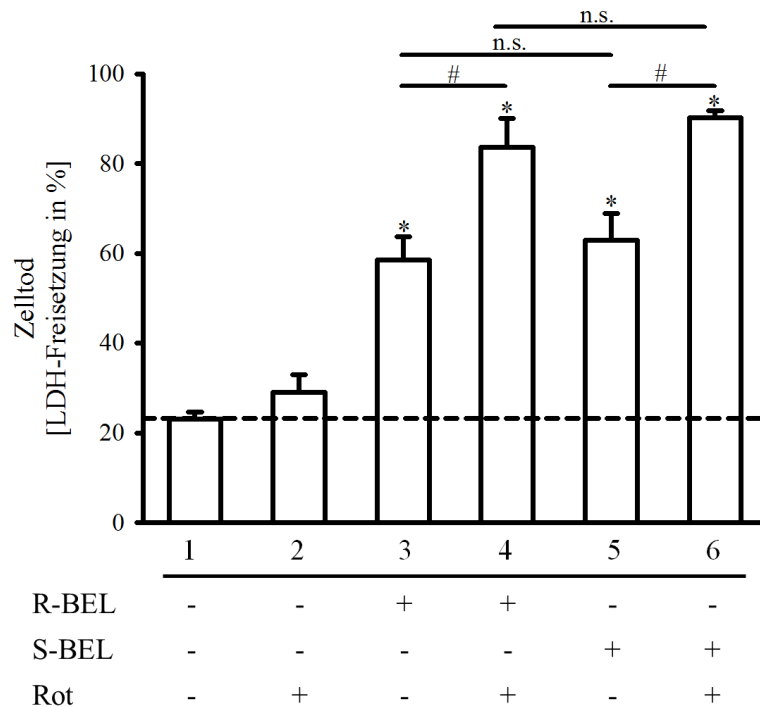 n.s.
n.s.
# #
* *
* *
100
80
60
40
20
0
Zelltod
[LDH-Freisetzung in %]
1 2 3 4 5 6
R-BEL - - + + - -
S-BEL - - - - + +
Rot - + - + - +